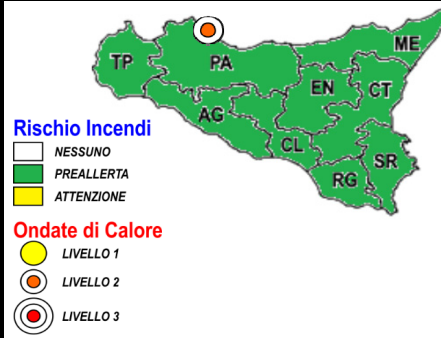 ME
TP
PA
EN
CT
AG
CL
SR
RG
Rischio Incendi
NESSUNO
PREALLERTA
ATTENZIONE
Ondate di Calore
LIVELLO 1
LIVELLO 2
LIVELLO 3